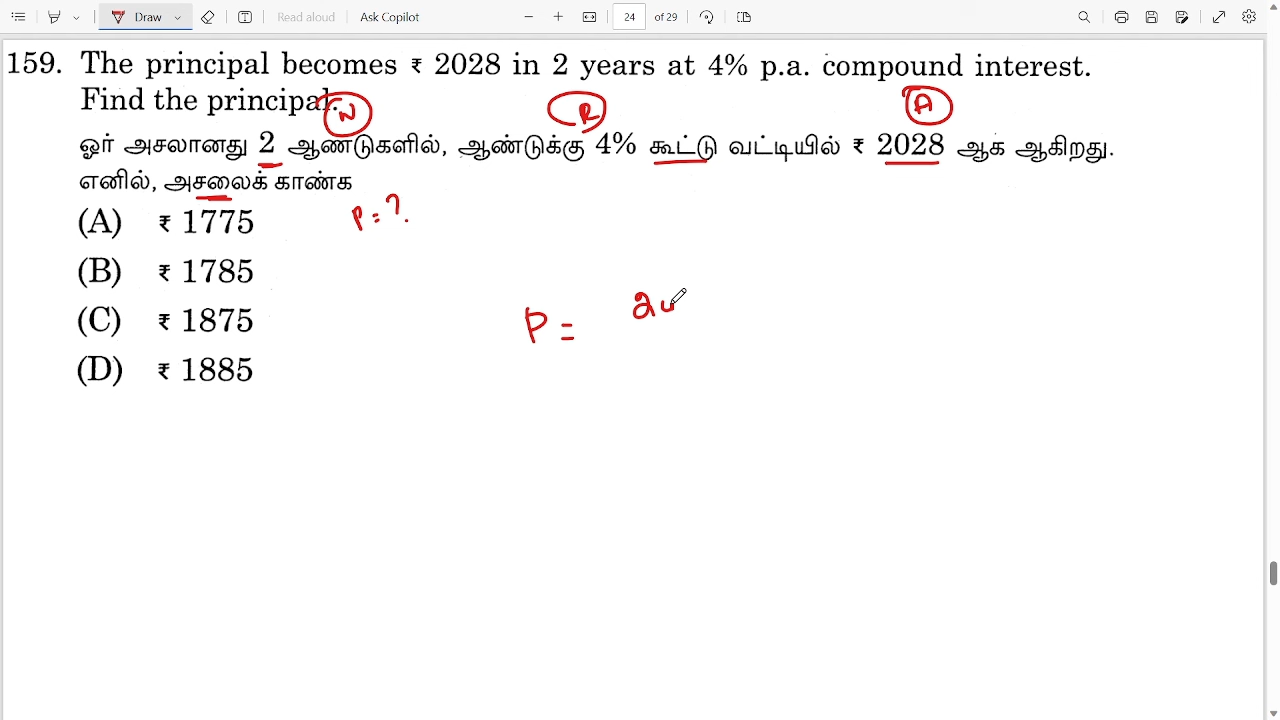 Draw
Read aloud
Ask Copilot
24
of 29
159. The principal becomes ₹ 2028 in 2 years at 4% p.a. compound interest.
Find the principal.
N
R
A
ஓர் அசலானது 2 ஆண்டுகளில், ஆண்டுக்கு 4% கூட்டு வட்டியில் ₹ 2028 ஆக ஆகிறது.
எனில், அசலைக் காண்க
(A) ₹ 1775
P = ?
(B) ₹ 1785
(C) ₹ 1875
P =
(D) ₹ 1885